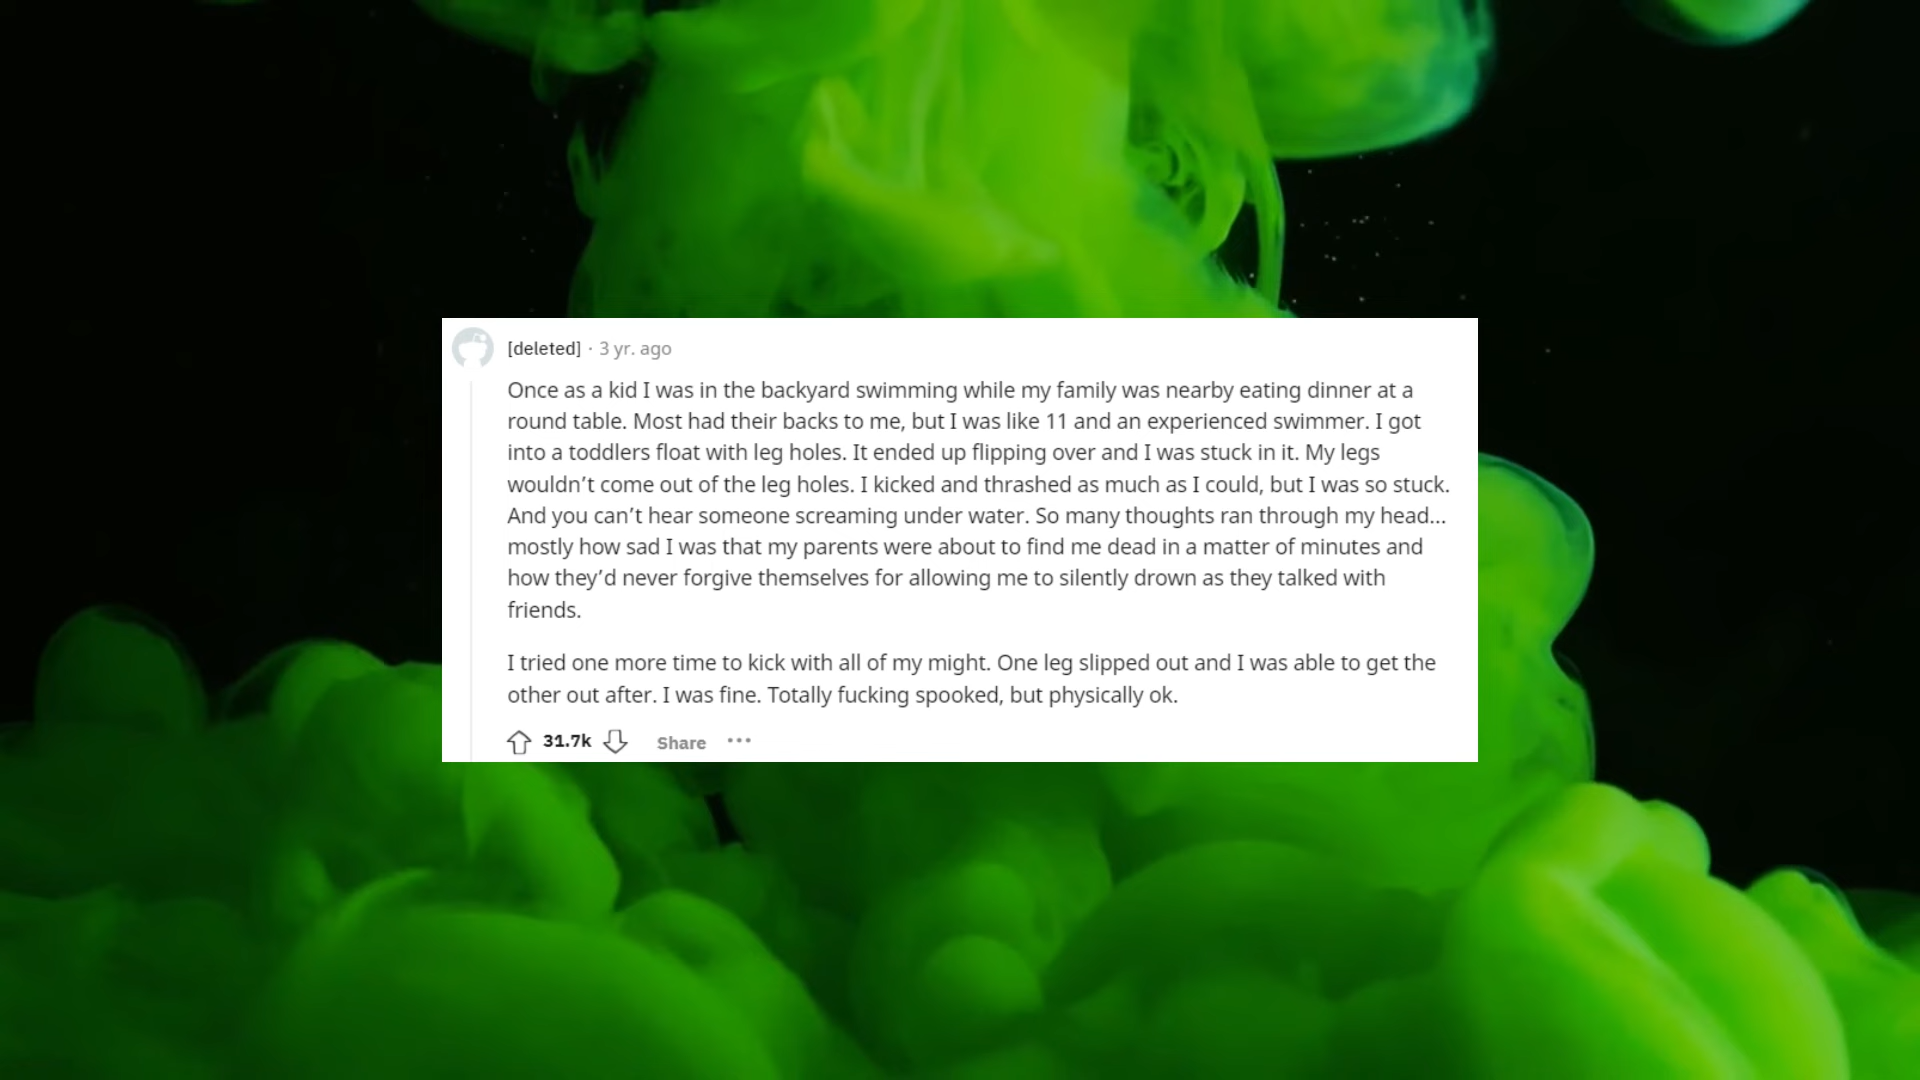 [deleted] · 3 yr. ago
Once as a kid I was in the backyard swimming while my family was nearby eating dinner at a
round table. Most had their backs to me, but I was like 11 and an experienced swimmer. I got
into a toddlers float with leg holes. It ended up flipping over and I was stuck in it. My legs
wouldn’t come out of the leg holes. I kicked and thrashed as much as I could, but I was so stuck.
And you can’t hear someone screaming under water. So many thoughts ran through my head...
mostly how sad I was that my parents were about to find me dead in a matter of minutes and
how they’d never forgive themselves for allowing me to silently drown as they talked with
friends.
I tried one more time to kick with all of my might. One leg slipped out and I was able to get the
other out after. I was fine. Totally fucking spooked, but physically ok.
31.7k Share ···